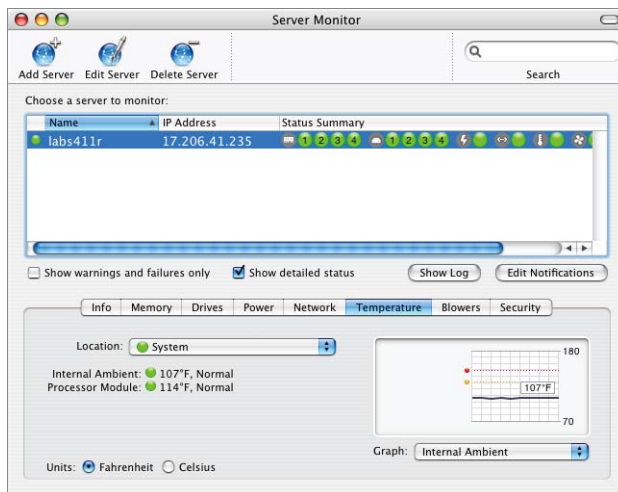 Server Monitor
Add Server Edit Server Delete Server
Search
Choose a server to monitor:
Name IP Address Status Summary
labs411r 17.206.41.235 1 2 3 4 1 2 3 4
Show warnings and failures only Show detailed status Show Log Edit Notifications
Info Memory Drives Power Network Temperature Blowers Security
Location: System
Internal Ambient: 107°F, Normal
Processor Module: 114°F, Normal
180
107°F
70
Graph: Internal Ambient
Units: Fahrenheit Celsius